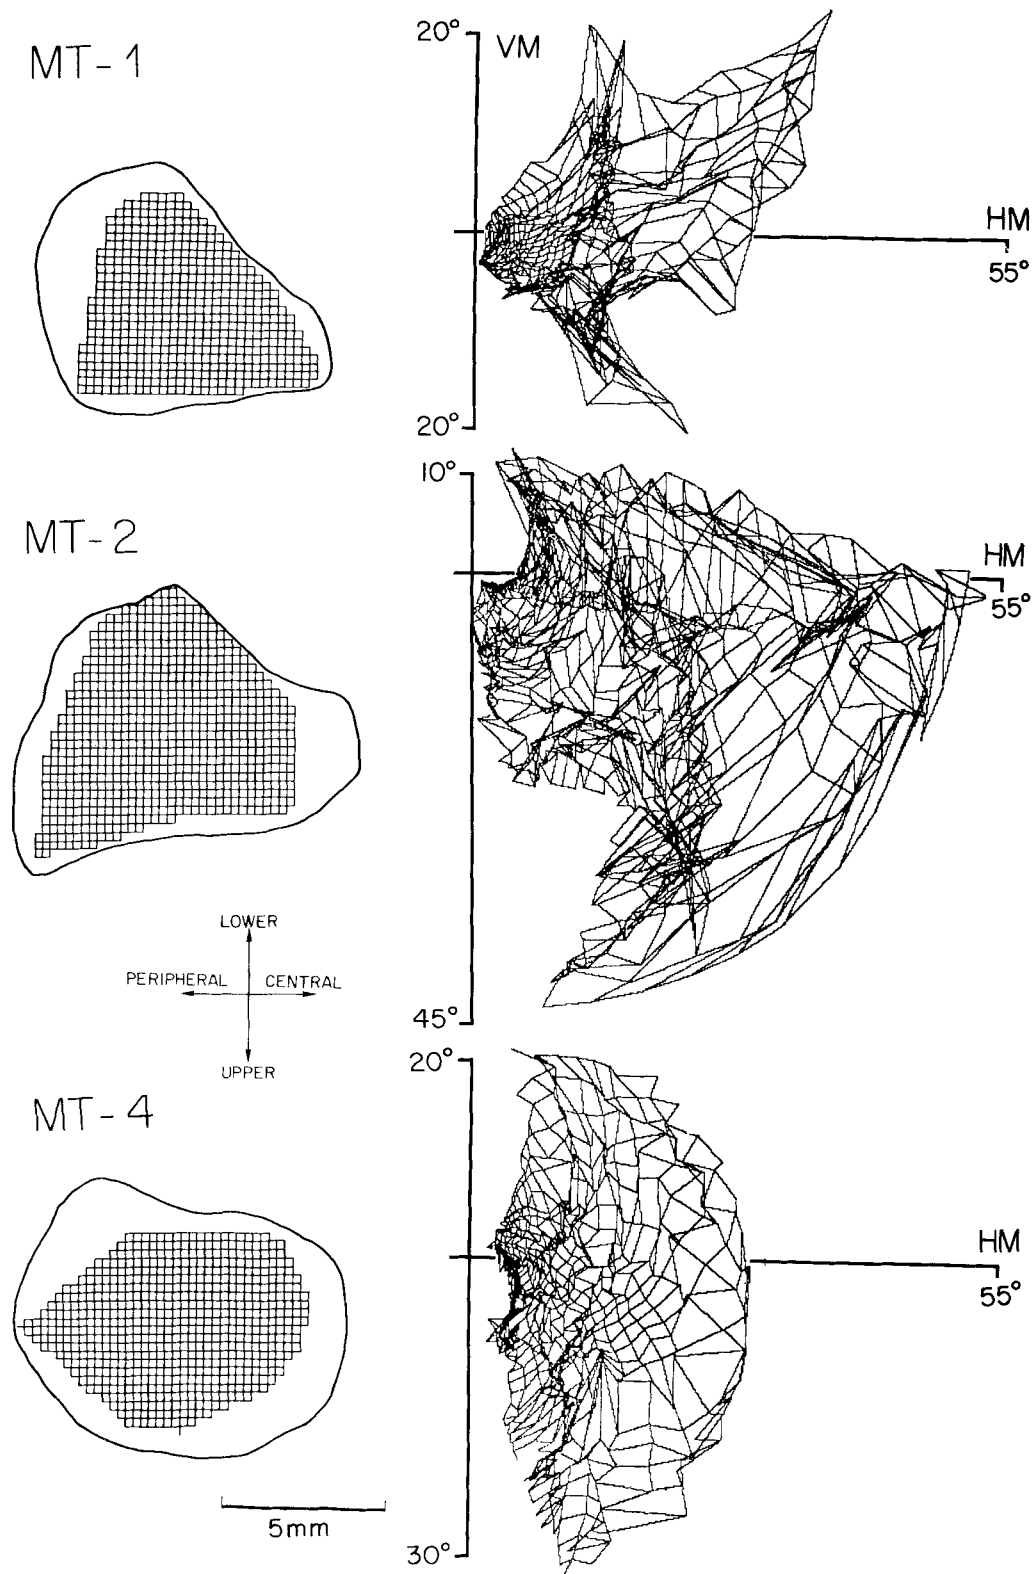 MT-1
20°
VM
HM
55°
20°
MT-2
10°
HM
55°
45°
LOWER
PERIPHERAL CENTRAL
UPPER
MT-4
20°
HM
55°
30°
5mm